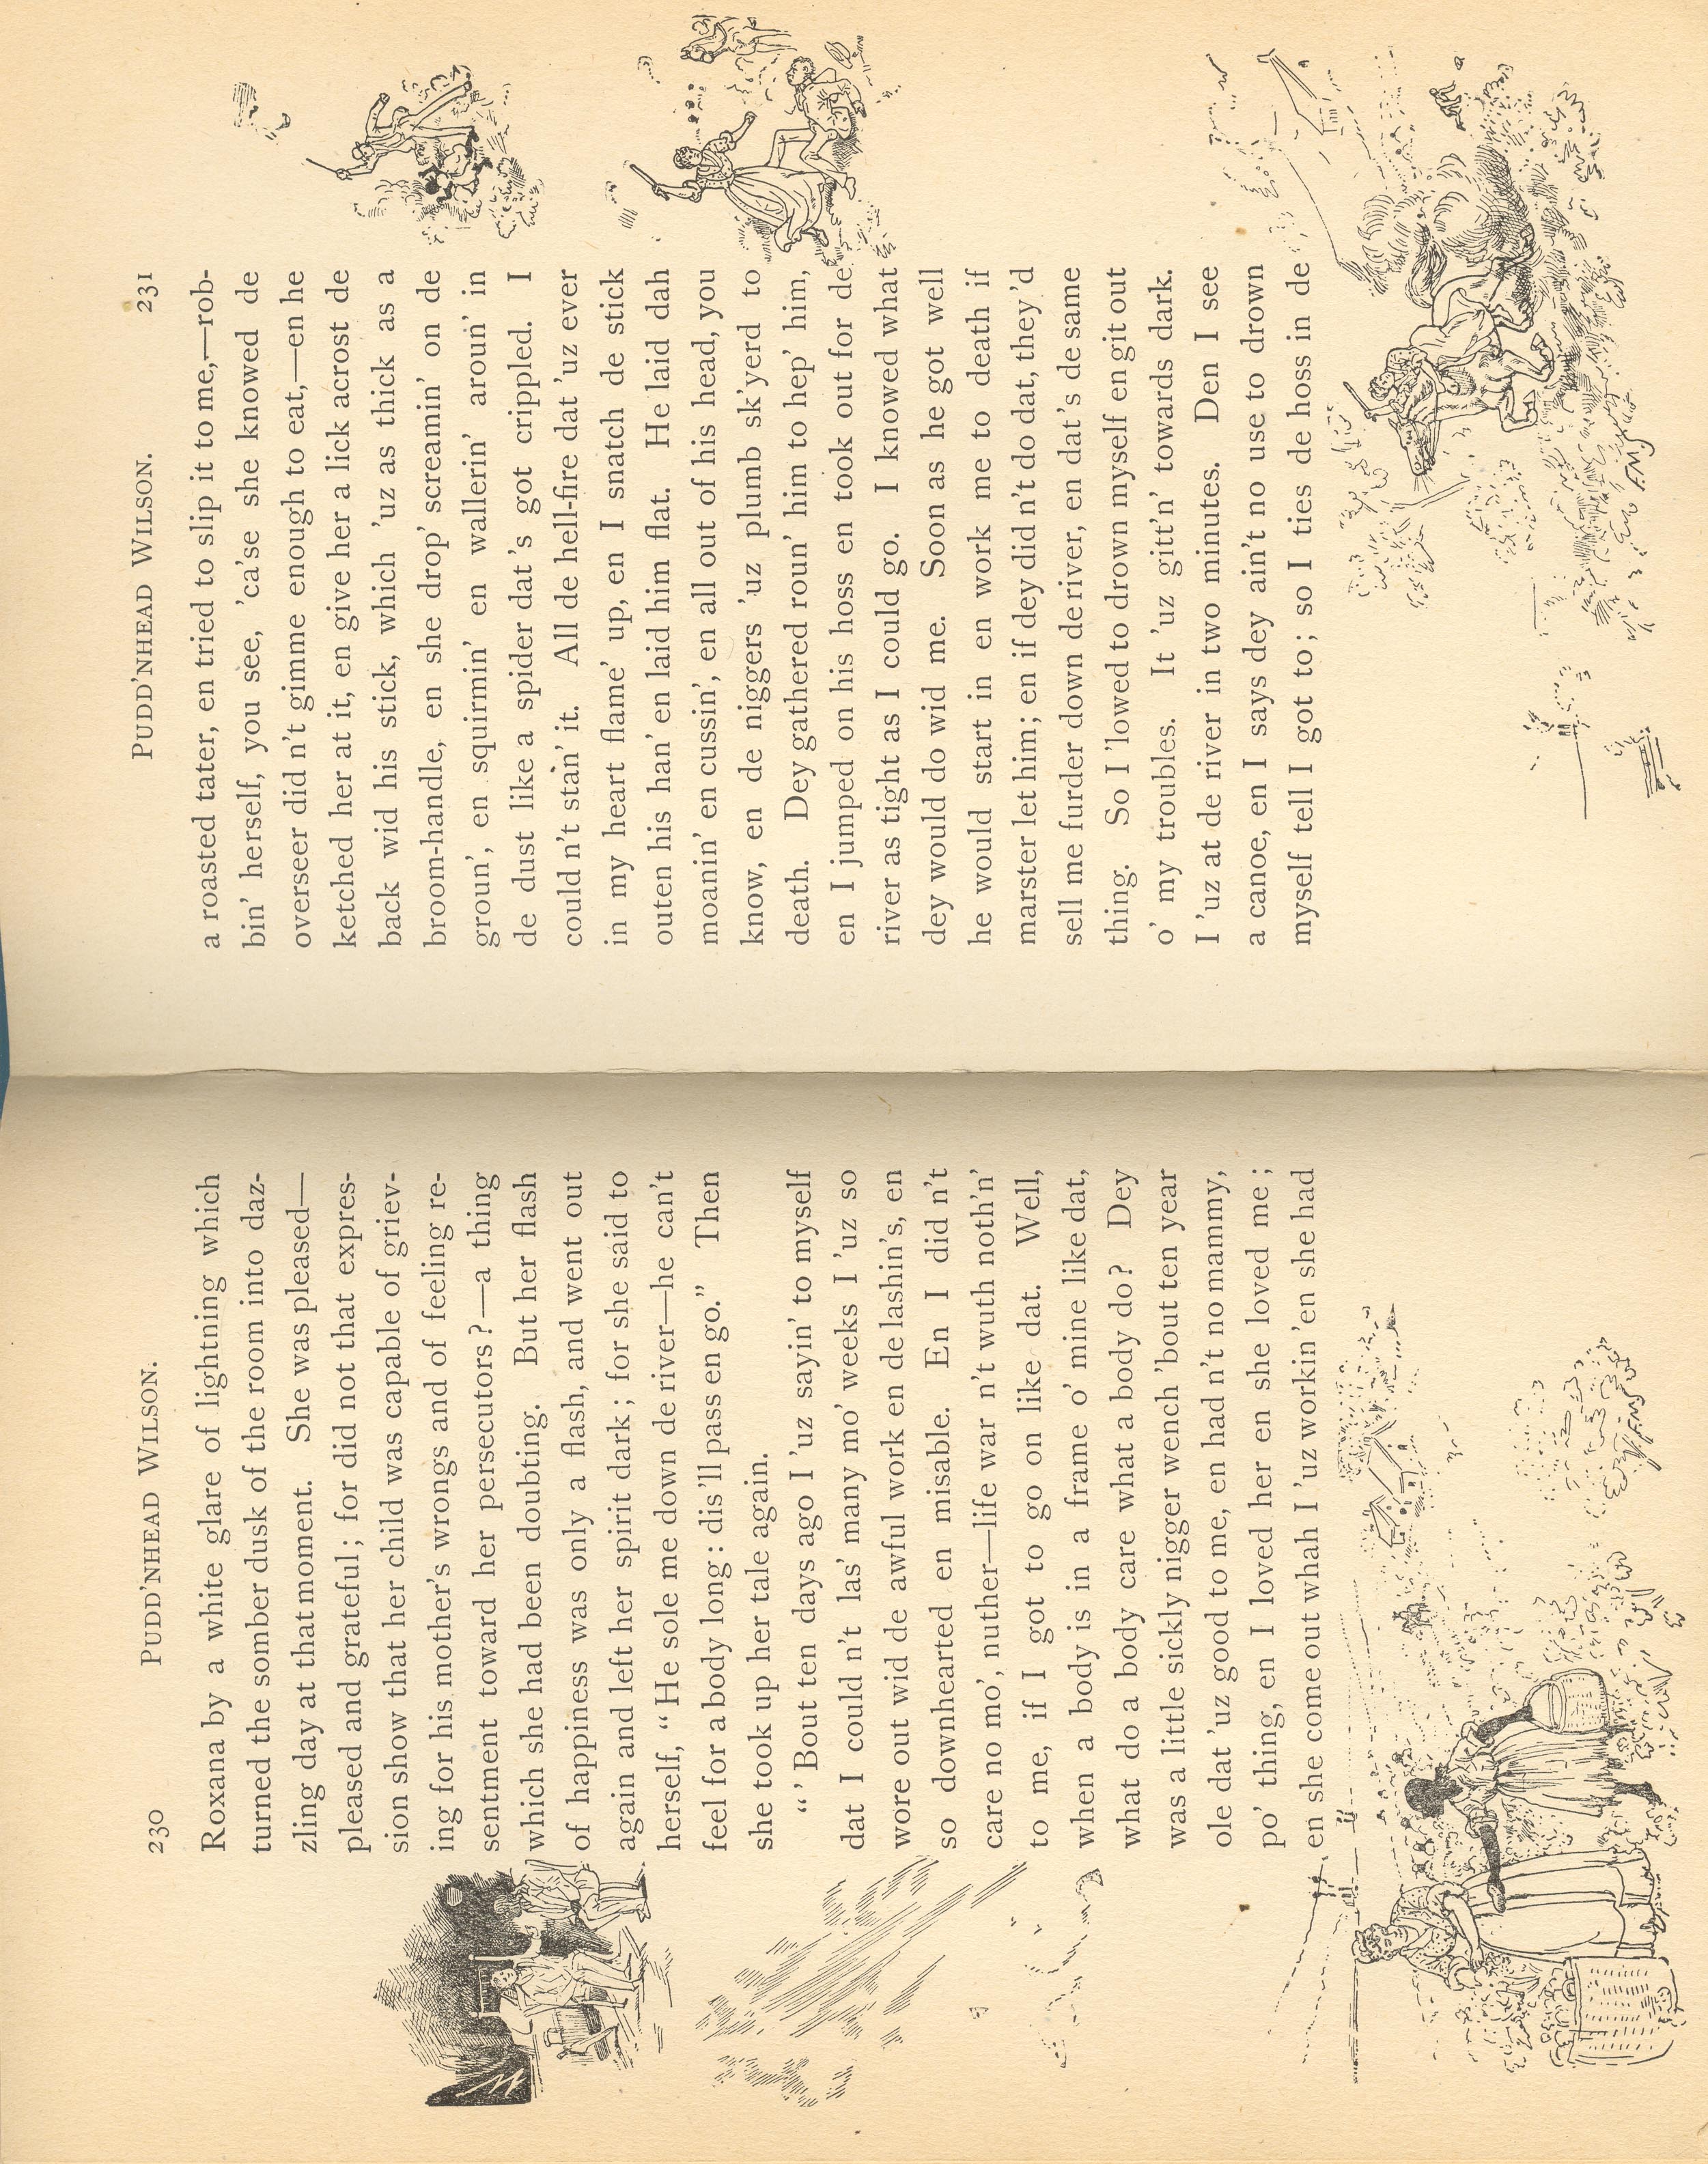 230
PUDD'NHEAD WILSON.
Roxana by a white glare of lightning which
turned the somber dusk of the room into daz-
zling day at that moment. She was pleased—
pleased and grateful; for did not that expres-
sion show that her child was capable of griev-
ing for his mother's wrongs and of feeling re-
sentment toward her persecutors?—a thing
which she had been doubting. But her flash
of happiness was only a flash, and went out
again and left her spirit dark; for she said to
herself, “He sole me down de river—he can't
feel for a body long: dis 'll pass en go.” Then
she took up her tale again.
“'Bout ten days ago I 'uz sayin' to myself
dat I could n't las' many mo' weeks I 'uz so
wore out wid de awful work en de lashin's, en
so downhearted en misable. En I did n't
care no mo', nuther—life war n't wuth noth'n'
to me, if I got to go on like dat. Well,
when a body is in a frame o' mine like dat,
what do a body care what a body do? Dey
was a little sickly nigger wench 'bout ten year
ole dat 'uz good to me, en had n't no mammy,
po' thing, en I loved her en she loved me;
en she come out whah I 'uz workin' en she had
PUDD'NHEAD WILSON.
231
a roasted tater, en tried to slip it to me,—rob-
bin' herself, you see, 'ca'se she knowed de
overseer did n't gimme enough to eat,—en he
ketched her at it, en give her a lick acrost de
back wid his stick, which 'uz as thick as a
broom-handle, en she drop' screamin' on de
groun', en squirmin' en wallerin' aroun' in
de dust like a spider dat's got crippled. I
could n't stan' it. All de hell-fire dat 'uz ever
in my heart flame' up, en I snatch de stick
outen his han' en laid him flat. He laid dah
moanin' en cussin', en all out of his head, you
know, en de niggers 'uz plumb sk'yerd to
death. Dey gathered roun' him to hep' him,
en I jumped on his hoss en took out for de
river as tight as I could go. I knowed what
dey would do wid me. Soon as he got well
he would start in en work me to death if
marster let him; en if dey did n't do dat, they 'd
sell me furder down de river, en dat's de same
thing. So I 'lowed to drown myself en git out
o' my troubles. It 'uz gitt'n' towards dark.
I 'uz at de river in two minutes. Den I see
a canoe, en I says dey ain't no use to drown
myself tell I got to; so I ties de hoss in de